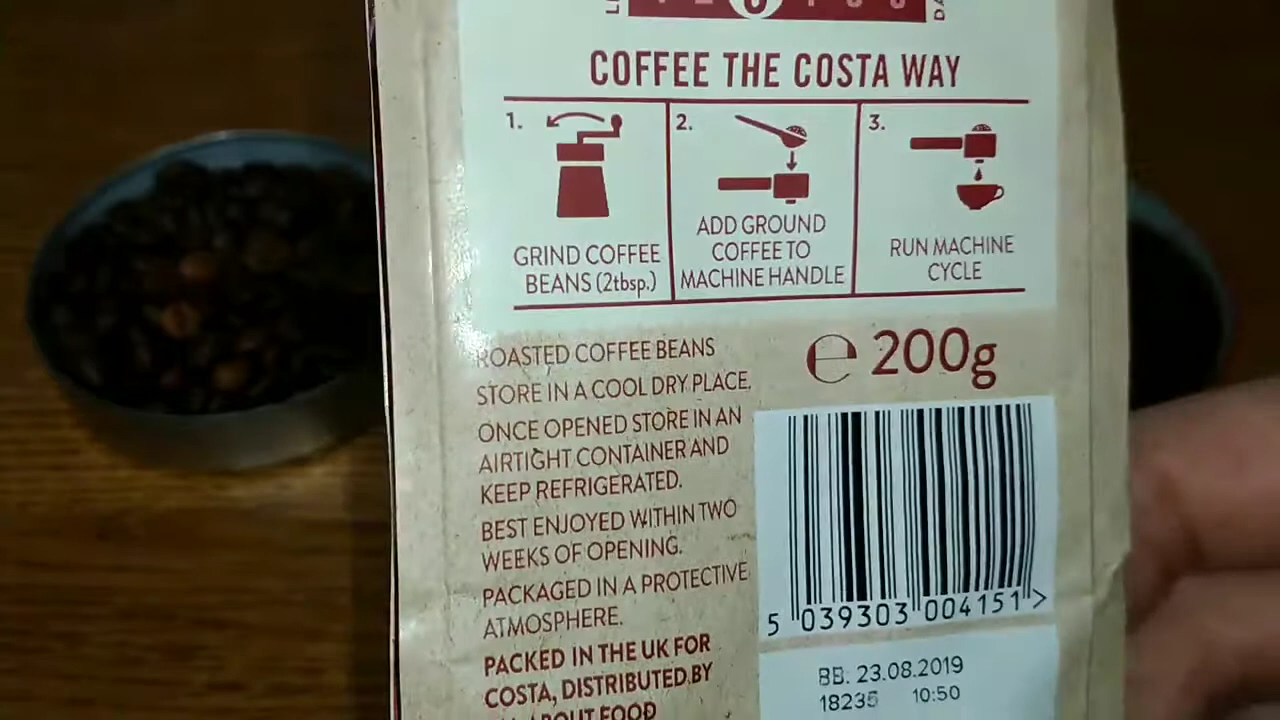 COFFEE THE COSTA WAY
1.
GRIND COFFEE
BEANS (2tbsp.)
2.
ADD GROUND
COFFEE TO
MACHINE HANDLE
3.
RUN MACHINE
CYCLE
ROASTED COFFEE BEANS
STORE IN A COOL DRY PLACE.
ONCE OPENED STORE IN AN
AIRTIGHT CONTAINER AND
KEEP REFRIGERATED.
BEST ENJOYED WITHIN TWO
WEEKS OF OPENING.
PACKAGED IN A PROTECTIVE
ATMOSPHERE.
PACKED IN THE UK FOR
COSTA, DISTRIBUTED BY
ABOUT FOOD
℮ 200g
5 039303 004151 >
BB: 23.08.2019
18235 10:50